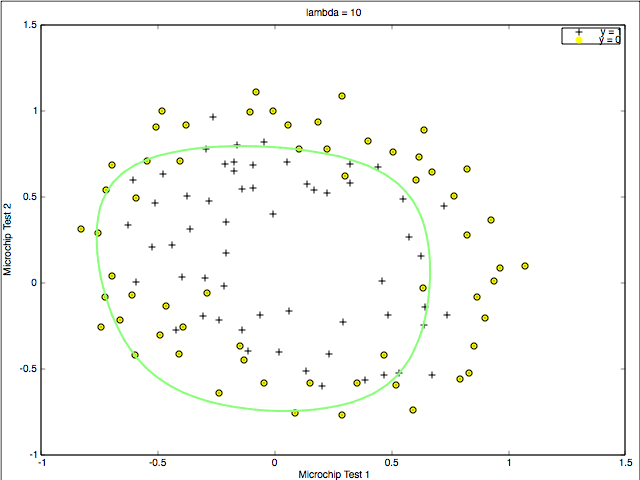 lambda = 10
1.5
y = 1
y = 0
1
Microchip Test 2
0.5
0
-0.5
-1
-1 -0.5 0 0.5 1 1.5
Microchip Test 1